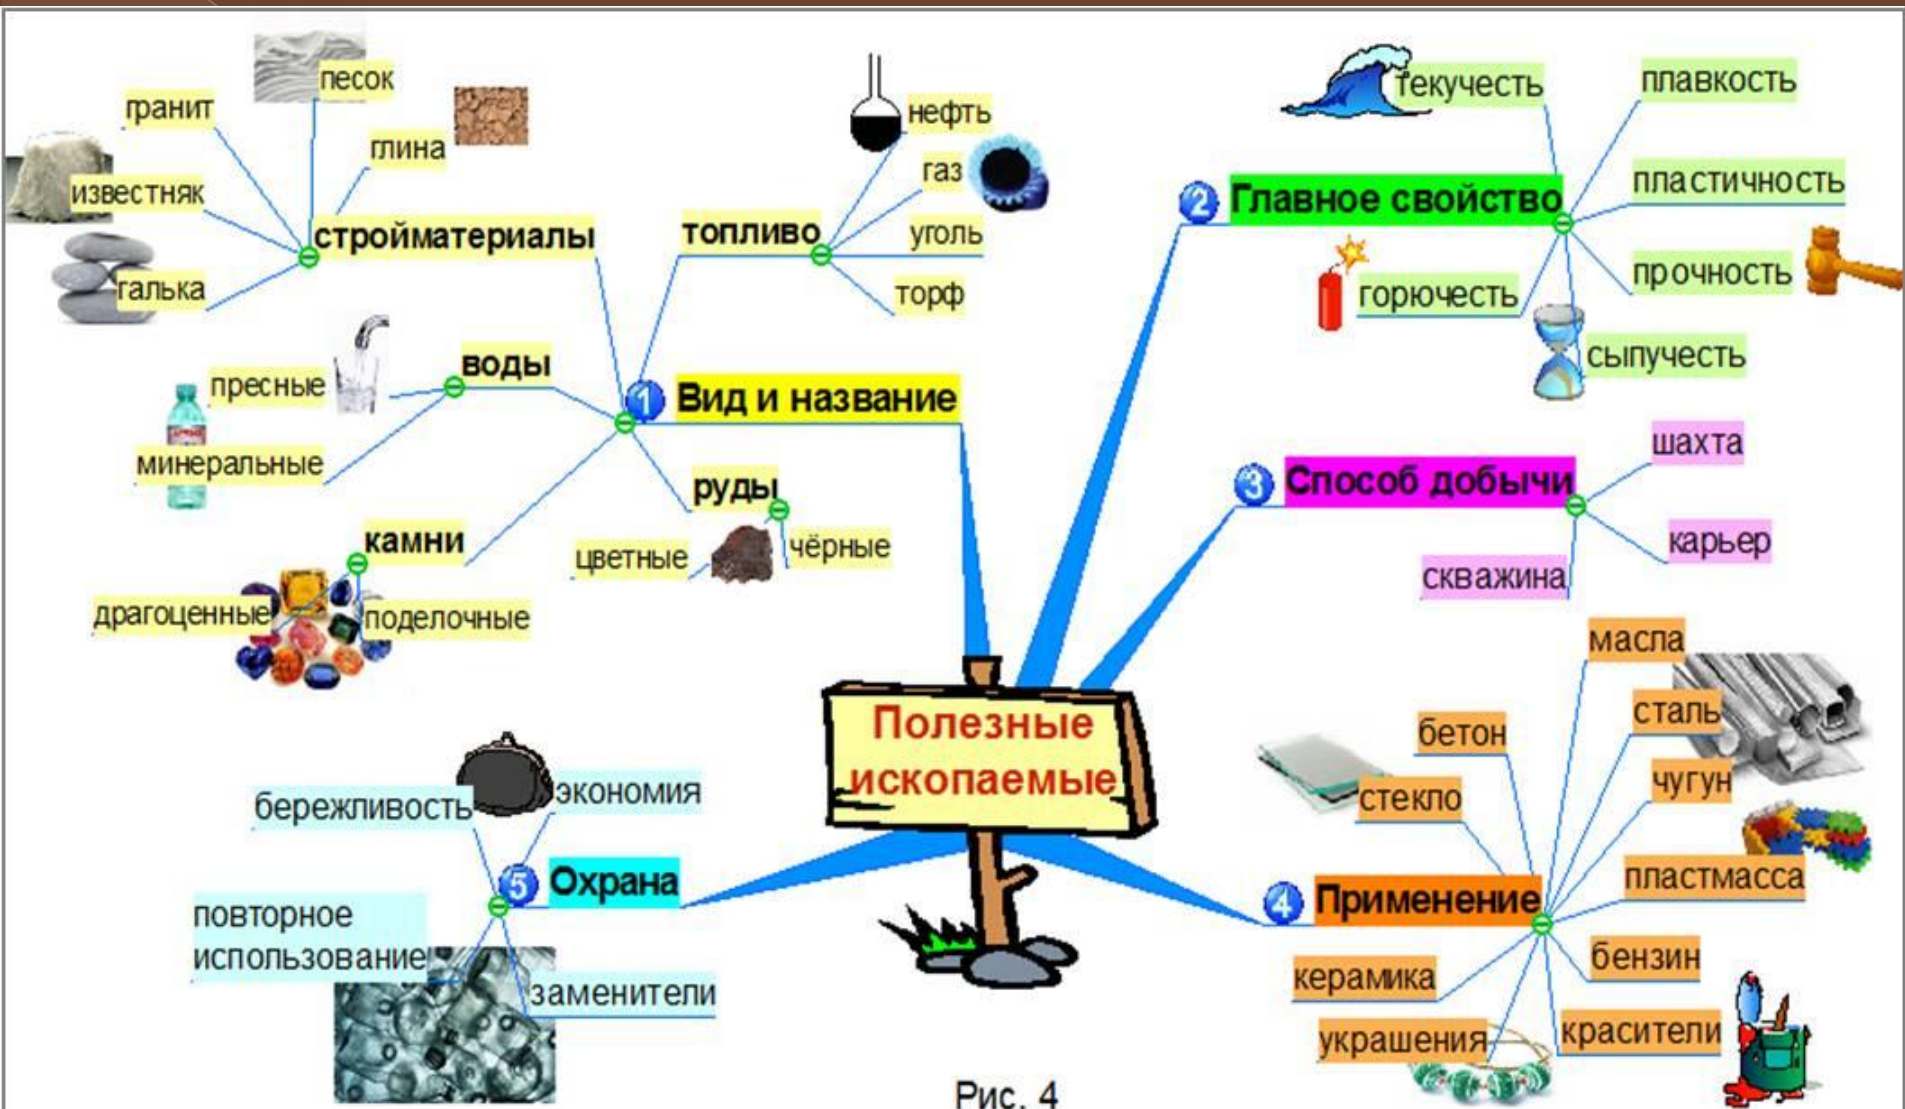 Полезные
ископаемые
1
Вид и название
стройматериалы
песок
гранит
глина
известняк
галька
топливо
нефть
газ
уголь
торф
воды
пресные
минеральные
руды
цветные
чёрные
камни
драгоценные
поделочные
2
Главное свойство
текучесть
плавкость
пластичность
прочность
горючесть
сыпучесть
3
Способ добычи
шахта
карьер
скважина
4
Применение
масла
сталь
бетон
чугун
стекло
пластмасса
бензин
керамика
красители
украшения
5
Охрана
экономия
бережливость
повторное
использование
заменители
Рис. 4